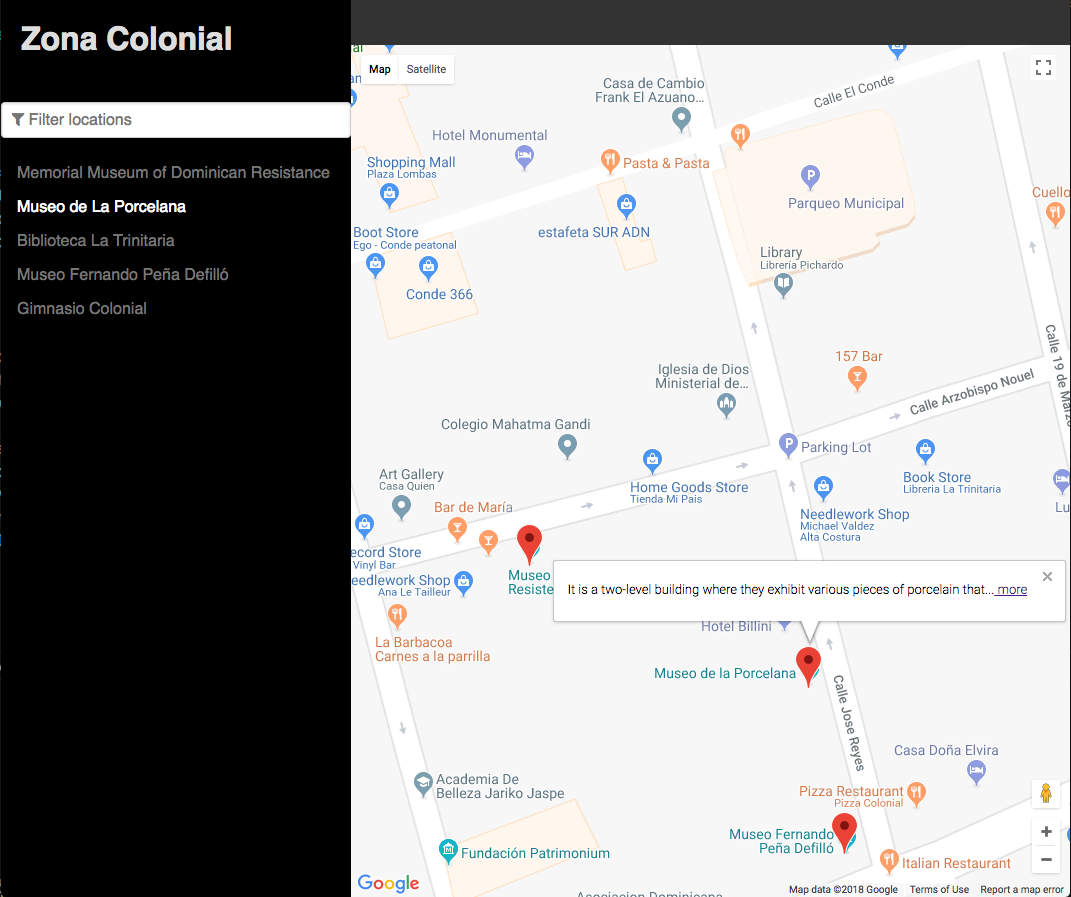 Zona Colonial
Filter locations
Memorial Museum of Dominican Resistance
Museo de La Porcelana
Biblioteca La Trinitaria
Museo Fernando Peña Defilló
Gimnasio Colonial
al
Map
Satellite
an
Casa de Cambio
Frank El Azuano...
Calle El Conde
Hotel Monumental
Shopping Mall
Plaza Lombas
Pasta & Pasta
P
Parqueo Municipal
Cuello
Boot Store
Ego - Conde peatonal
estafeta SUR ADN
Library
Librería Pichardo
Conde 366
157 Bar
Iglesia de Dios
Ministerial de...
Calle 19 de Marzo
Calle Arzobispo Nouel
Colegio Mahatma Gandi
P
Parking Lot
Art Gallery
Casa Quien
Home Goods Store
Tienda Mi Pais
Book Store
Libreria La Trinitaria
Lu
Bar de María
Needlework Shop
Michael Valdez
Alta Costura
ecord Store
Vinyl Bar
Museo
Resiste
eedlework Shop
Ana Le Tailleur
It is a two-level building where they exhibit various pieces of porcelain that... more
La Barbacoa
Carnes a la parrilla
Hotel Billini
Museo de la Porcelana
Calle Jose Reyes
Casa Doña Elvira
Academia De
Belleza Jariko Jaspe
Pizza Restaurant
Pizza Colonial
Museo Fernando
Peña Defilló
Fundación Patrimonium
Italian Restaurant
Google
Asociacion Dominicana
Map data ©2018 Google
Terms of Use
Report a map error